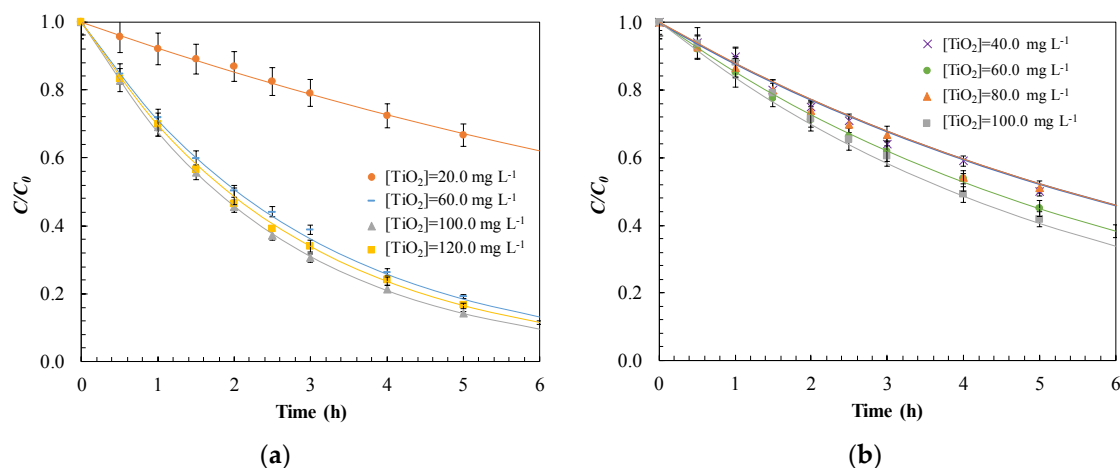 1.0
0.8
0.6
0.4
0.2
0.0
C/C0
0 1 2 3 4 5 6
Time (h)
[TiO2]=20.0 mg L-1
[TiO2]=60.0 mg L-1
[TiO2]=100.0 mg L-1
[TiO2]=120.0 mg L-1
(a)
1.0
0.8
0.6
0.4
0.2
0.0
C/C0
0 1 2 3 4 5 6
Time (h)
[TiO2]=40.0 mg L-1
[TiO2]=60.0 mg L-1
[TiO2]=80.0 mg L-1
[TiO2]=100.0 mg L-1
(b)